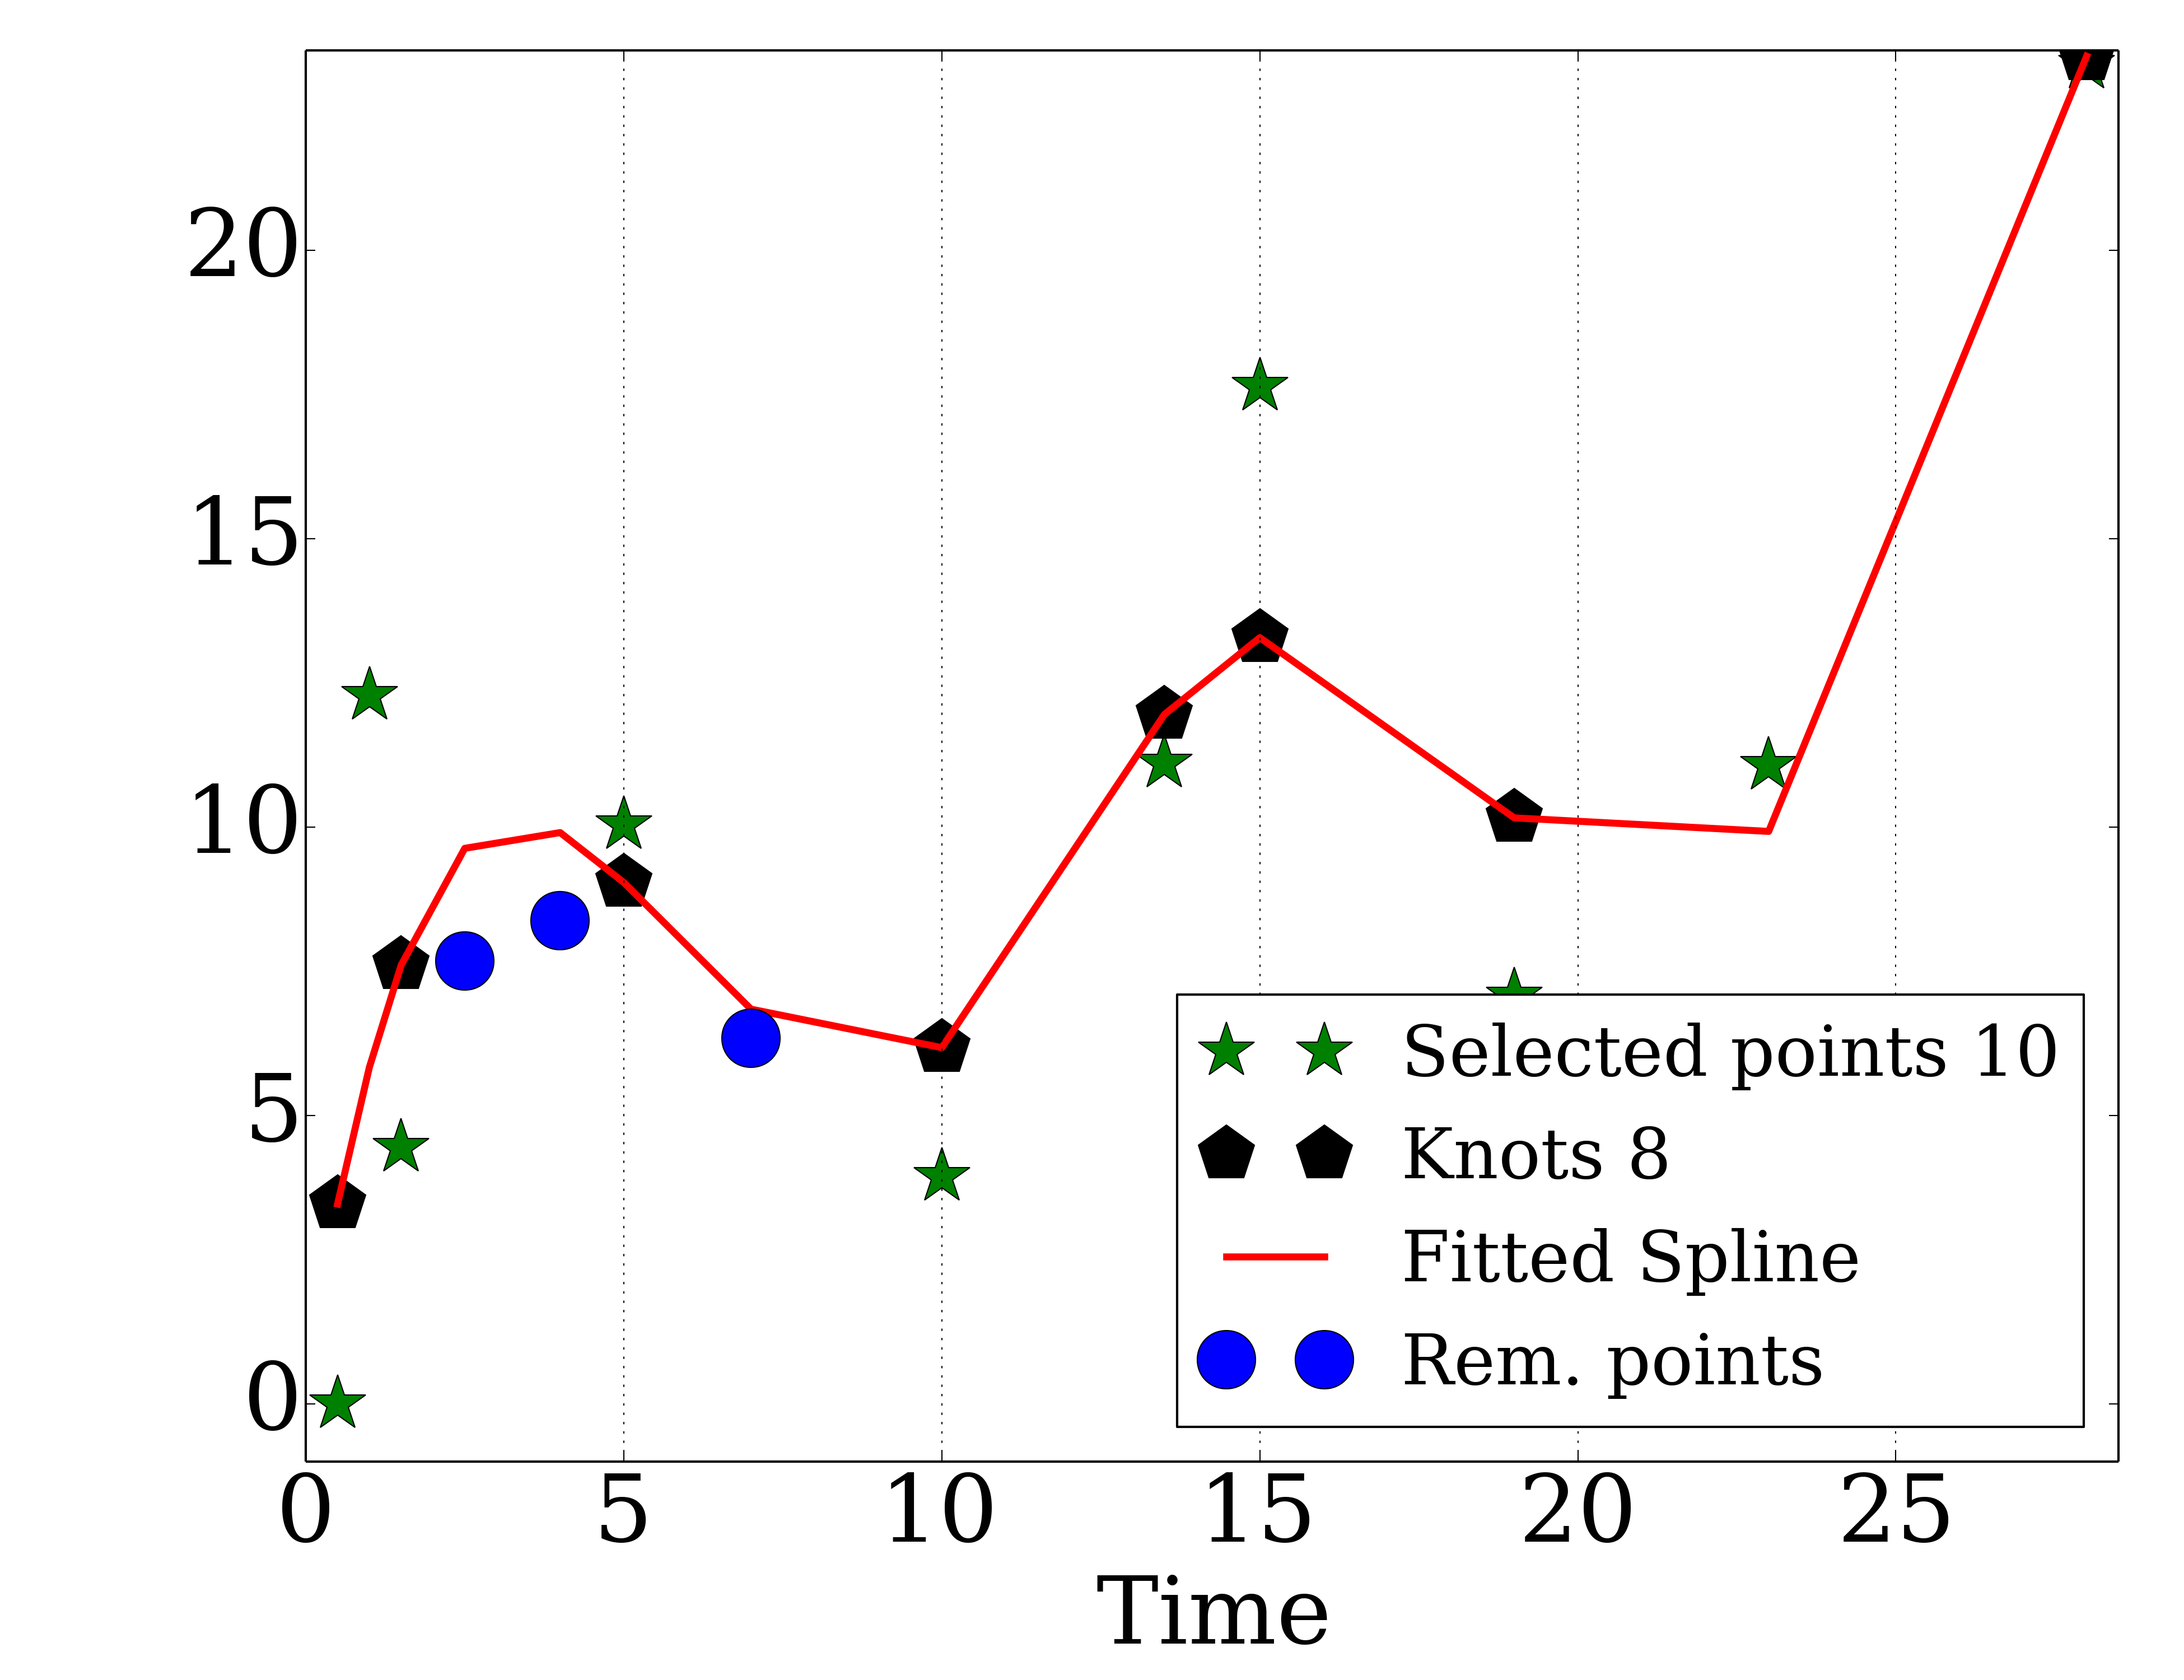 20
15
10
5
0
0 5 10 15 20 25
Time
Selected points 10
Knots 8
Fitted Spline
Rem. points